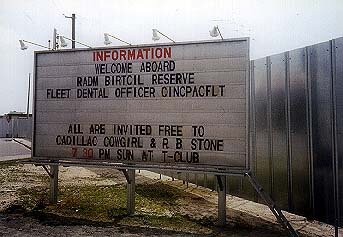 INFORMATION
WELCOME ABOARD
RADM BIRTCIL RESERVE
FLEET DENTAL OFFICER CINCPACFLT
ALL ARE INVITED FREE TO
CADILLAC COWGIRL & R B STONE
7 30 PM SUN AT T-CLUB